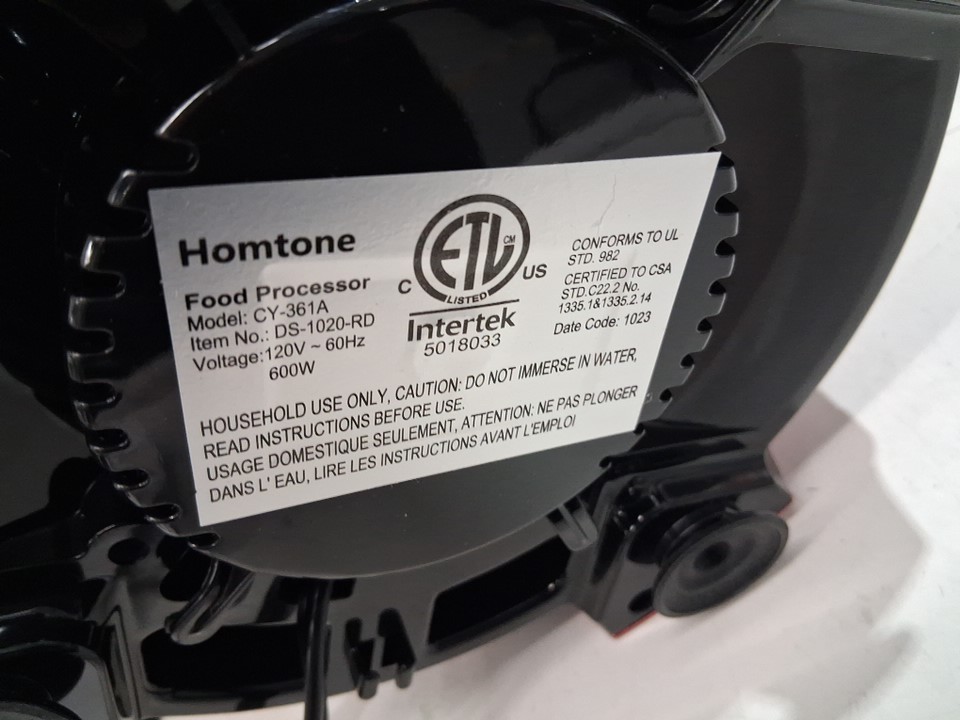 Homtone
Food Processor
Model: CY-361A
Item No.: DS-1020-RD
Voltage:120V ~ 60Hz
600W
ETL CM
LISTED
C US
Intertek
5018033
CONFORMS TO UL
STD. 982
CERTIFIED TO CSA
STD.C22.2 No.
1335.1&1335.2.14
Date Code: 1023
HOUSEHOLD USE ONLY, CAUTION: DO NOT IMMERSE IN WATER,
READ INSTRUCTIONS BEFORE USE.
USAGE DOMESTIQUE SEULEMENT, ATTENTION: NE PAS PLONGER
DANS L' EAU, LIRE LES INSTRUCTIONS AVANT L'EMPLOI